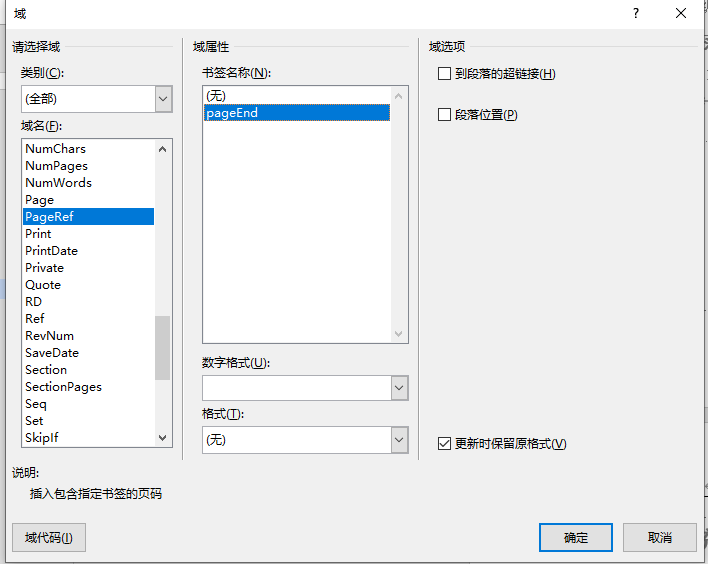 域
?
请选择域
类别(C):
(全部)
域名(F):
NumChars
NumPages
NumWords
Page
PageRef
Print
PrintDate
Private
Quote
RD
Ref
RevNum
SaveDate
Section
SectionPages
Seq
Set
SkipIf
域属性
书签名称(N):
(无)
pageEnd
数字格式(U):
格式(T):
(无)
域选项
到段落的超链接(H)
段落位置(P)
更新时保留原格式(V)
说明:
插入包含指定书签的页码
域代码(I)
确定
取消